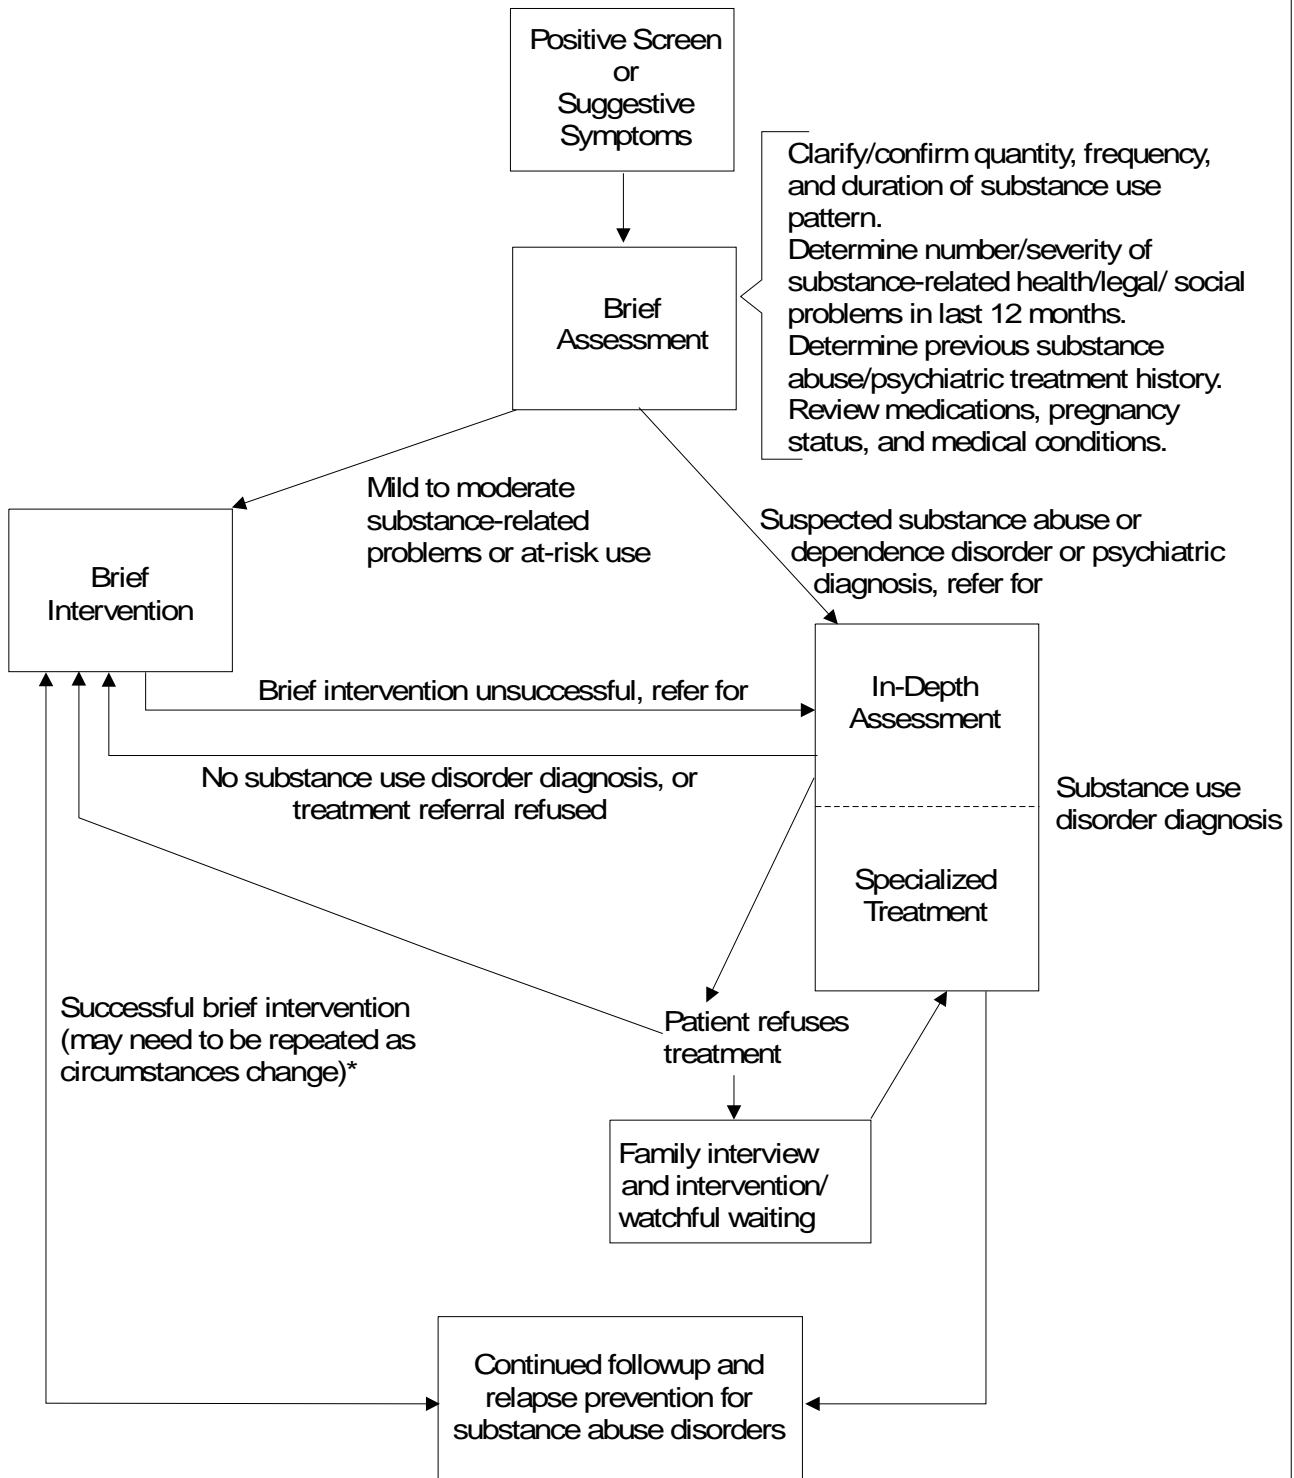 Positive Screen
or
Suggestive
Symptoms
Clarify/confirm quantity, frequency,
and duration of substance use
pattern.
Determine number/severity of
substance-related health/legal/ social
problems in last 12 months.
Determine previous substance
abuse/psychiatric treatment history.
Review medications, pregnancy
status, and medical conditions.
Brief
Assessment
Mild to moderate
substance-related
problems or at-risk use
Suspected substance abuse or
dependence disorder or psychiatric
diagnosis, refer for
Brief
Intervention
Brief intervention unsuccessful, refer for
In-Depth
Assessment
No substance use disorder diagnosis, or
treatment referral refused
Substance use
disorder diagnosis
Specialized
Treatment
Successful brief intervention
(may need to be repeated as
circumstances change)*
Patient refuses
treatment
Family interview
and intervention/
watchful waiting
Continued followup and
relapse prevention for
substance abuse disorders